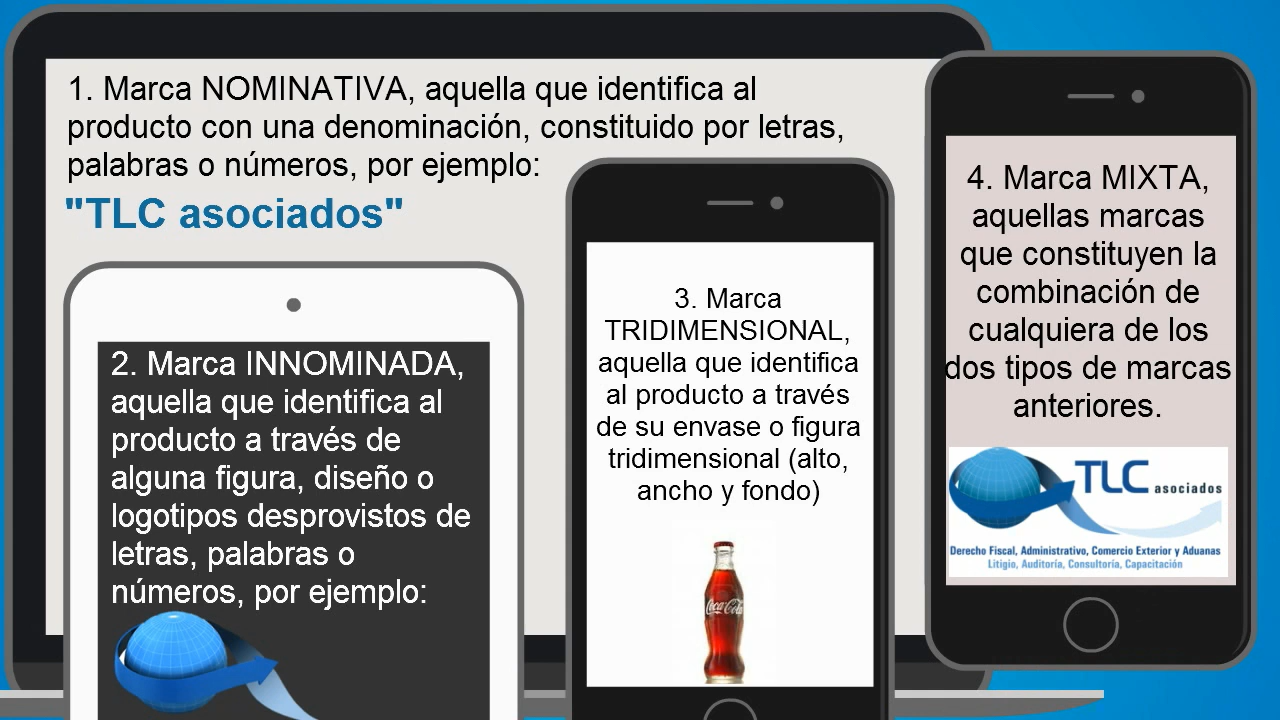 1. Marca NOMINATIVA, aquella que identifica al
producto con una denominación, constituido por letras,
palabras o números, por ejemplo:
"TLC asociados"
2. Marca INNOMINADA,
aquella que identifica al
producto a través de
alguna figura, diseño o
logotipos desprovistos de
letras, palabras o
números, por ejemplo:
3. Marca
TRIDIMENSIONAL,
aquella que identifica
al producto a través
de su envase o figura
tridimensional (alto,
ancho y fondo)
Coca-Cola
4. Marca MIXTA,
aquellas marcas
que constituyen la
combinación de
cualquiera de los
dos tipos de marcas
anteriores.
TLC asociados
Derecho Fiscal, Administrativo, Comercio Exterior y Aduanas
Litigio, Auditoría, Consultoría, Capacitación